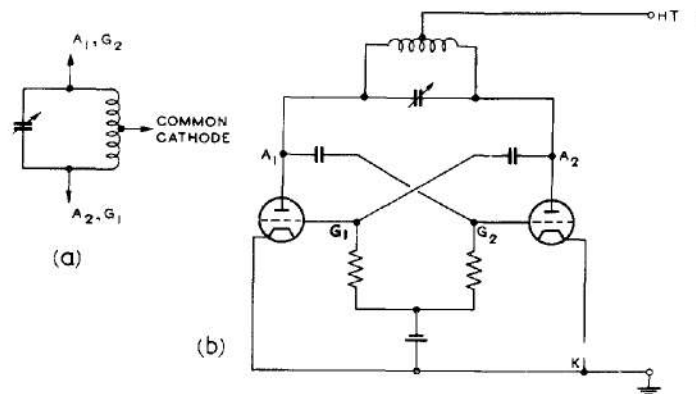 A₁, G₂
COMMON
CATHODE
A₂, G₁
(a)
HT
A₁
A₂
G₁
G₂
K
(b)